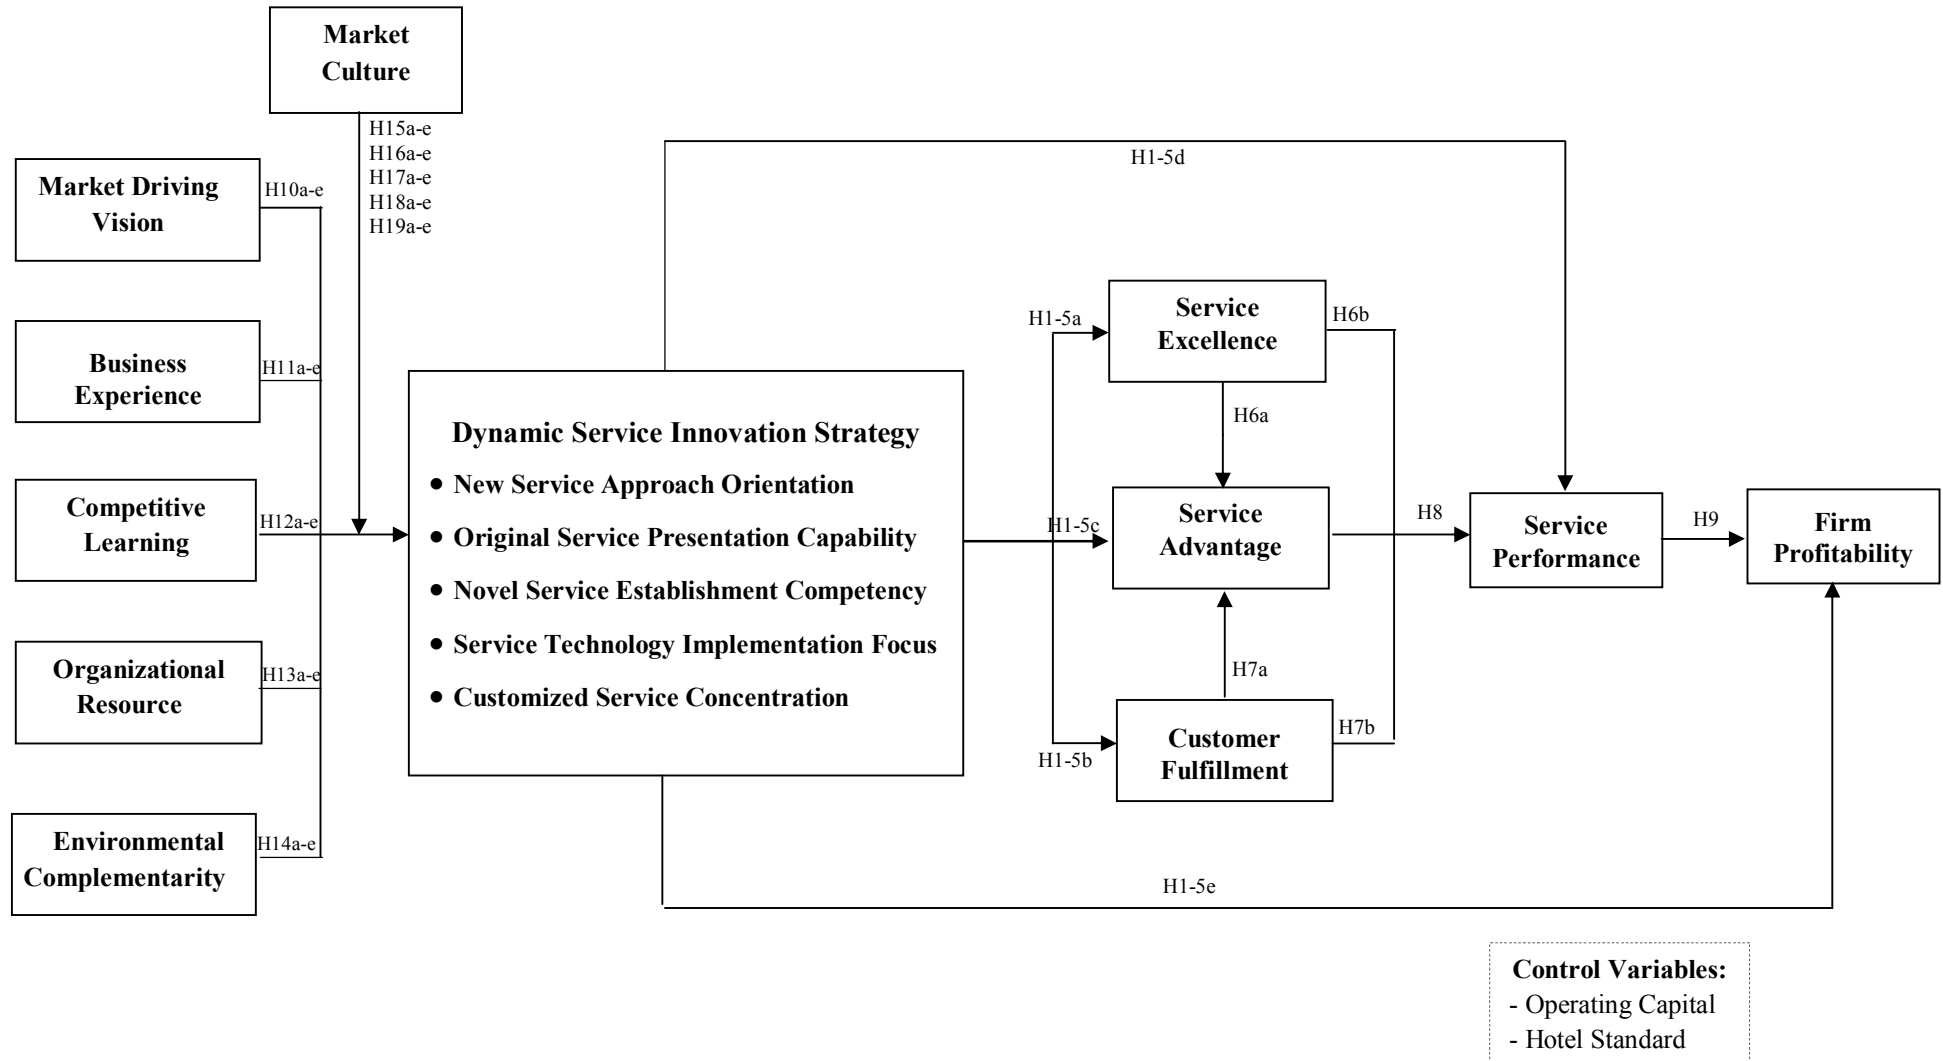 Market
Culture
H15a-e
H16a-e
H17a-e
H18a-e
H19a-e
Market Driving
Vision
H10a-e
Business
Experience
H11a-e
Competitive
Learning
H12a-e
Organizational
Resource
H13a-e
Environmental
Complementarity
H14a-e
Dynamic Service Innovation Strategy
• New Service Approach Orientation
• Original Service Presentation Capability
• Novel Service Establishment Competency
• Service Technology Implementation Focus
• Customized Service Concentration
H1-5d
H1-5a
Service
Excellence
H6b
H6a
H1-5c
Service
Advantage
H8
H7a
H1-5b
Customer
Fulfillment
H7b
Service
Performance
H9
Firm
Profitability
H1-5e
Control Variables:
- Operating Capital
- Hotel Standard